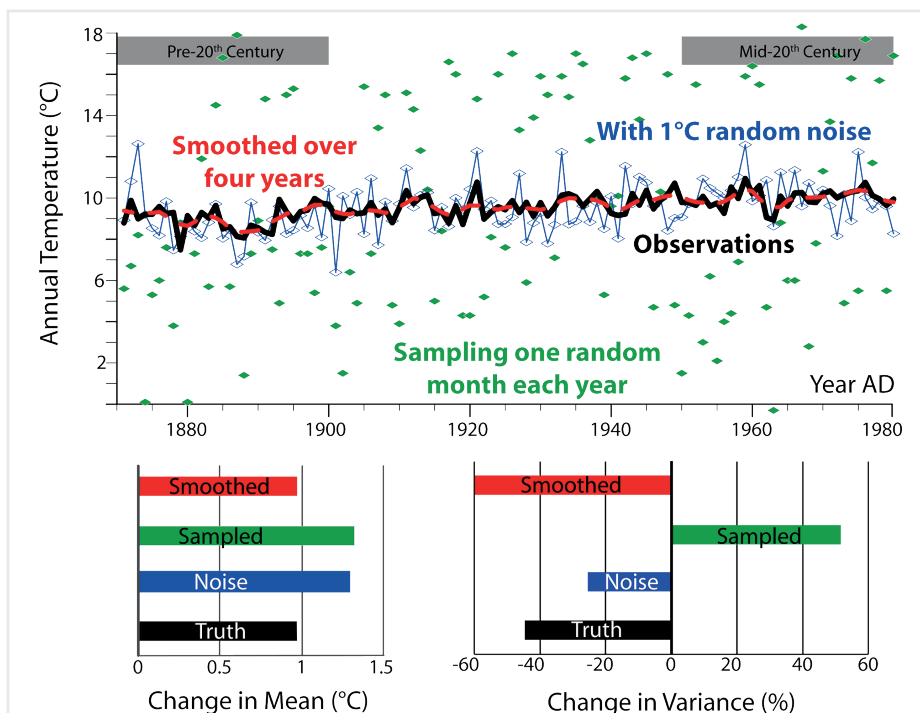 18
Pre-20th Century
Mid-20th Century
14
With 1°C random noise
Smoothed over
four years
10
Observations
6
Sampling one random
month each year
2
Annual Temperature (°C)
Year AD
1880
1900
1920
1940
1960
1980
Smoothed
Sampled
Noise
Truth
0
0.5
1
1.5
Change in Mean (°C)
Smoothed
Sampled
Noise
Truth
-60
-40
-20
0
20
40
60
Change in Variance (%)